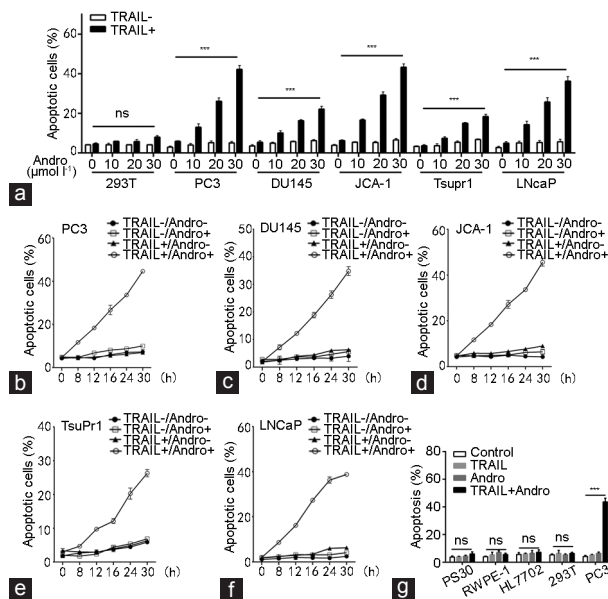 TRAIL-
TRAIL+
Apoptotic cells (%)
60
40
20
0
ns
***
***
***
***
***
Andro
(μmol l-1)
0 10 20 30 0 10 20 30 0 10 20 30 0 10 20 30 0 10 20 30 0 10 20 30
293T PC3 DU145 JCA-1 Tsupr1 LNcaP
a
PC3
TRAIL-/Andro-
TRAIL-/Andro+
TRAIL+/Andro-
TRAIL+/Andro+
Apoptotic cells (%)
60
40
20
0
0 8 12 16 24 30 (h)
b
DU145
TRAIL-/Andro-
TRAIL-/Andro+
TRAIL+/Andro-
TRAIL+/Andro+
Apoptotic cells (%)
50
40
30
20
10
0
0 8 12 16 24 30 (h)
c
JCA-1
TRAIL-/Andro-
TRAIL-/Andro+
TRAIL+/Andro-
TRAIL+/Andro+
Apoptotic cells (%)
60
40
20
0
0 8 12 16 24 30 (h)
d
TsuPr1
TRAIL-/Andro-
TRAIL-/Andro+
TRAIL+/Andro-
TRAIL+/Andro+
Apoptotic cells (%)
40
30
20
10
0
0 8 12 16 24 30 (h)
e
LNCaP
TRAIL-/Andro-
TRAIL-/Andro+
TRAIL+/Andro-
TRAIL+/Andro+
Apoptotic cells (%)
60
40
20
0
0 8 12 16 24 30 (h)
f
Control
TRAIL
Andro
TRAIL+Andro
Apoptosis (%)
80
60
40
20
0
ns ns ns ns ***
PS30 RWPE-1 HL7702 293T PC3
g